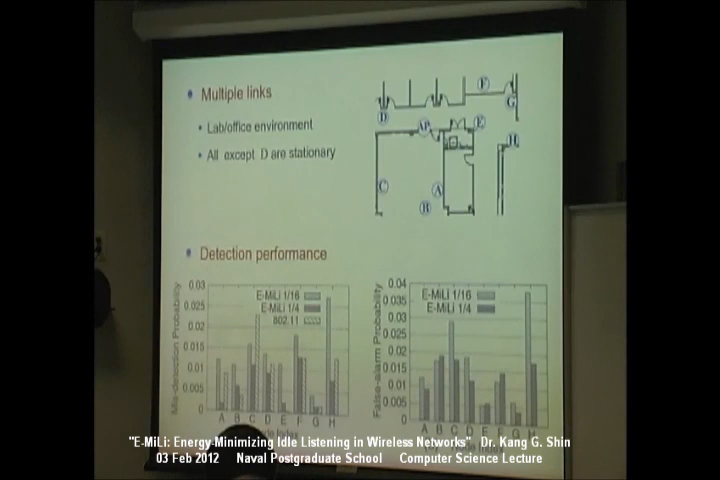 Multiple links
Lab/office environment
All except D are stationary
F
G
D
AP
E
H
C
A
B
Detection performance
Mis-detection Probability
0.03
0.025
0.02
0.015
0.01
0.005
0
E-MiLi 1/16
E-MiLi 1/4
802.11
A B C D E F G H
False-alarm Probability
0.04
0.035
0.03
0.025
0.02
0.015
0.01
0.005
0
E-MiLi 1/16
E-MiLi 1/4
A B C D E F G H
"E-MiLi: Energy-Minimizing Idle Listening in Wireless Networks" Dr. Kang G. Shin
03 Feb 2012 Naval Postgraduate School Computer Science Lecture